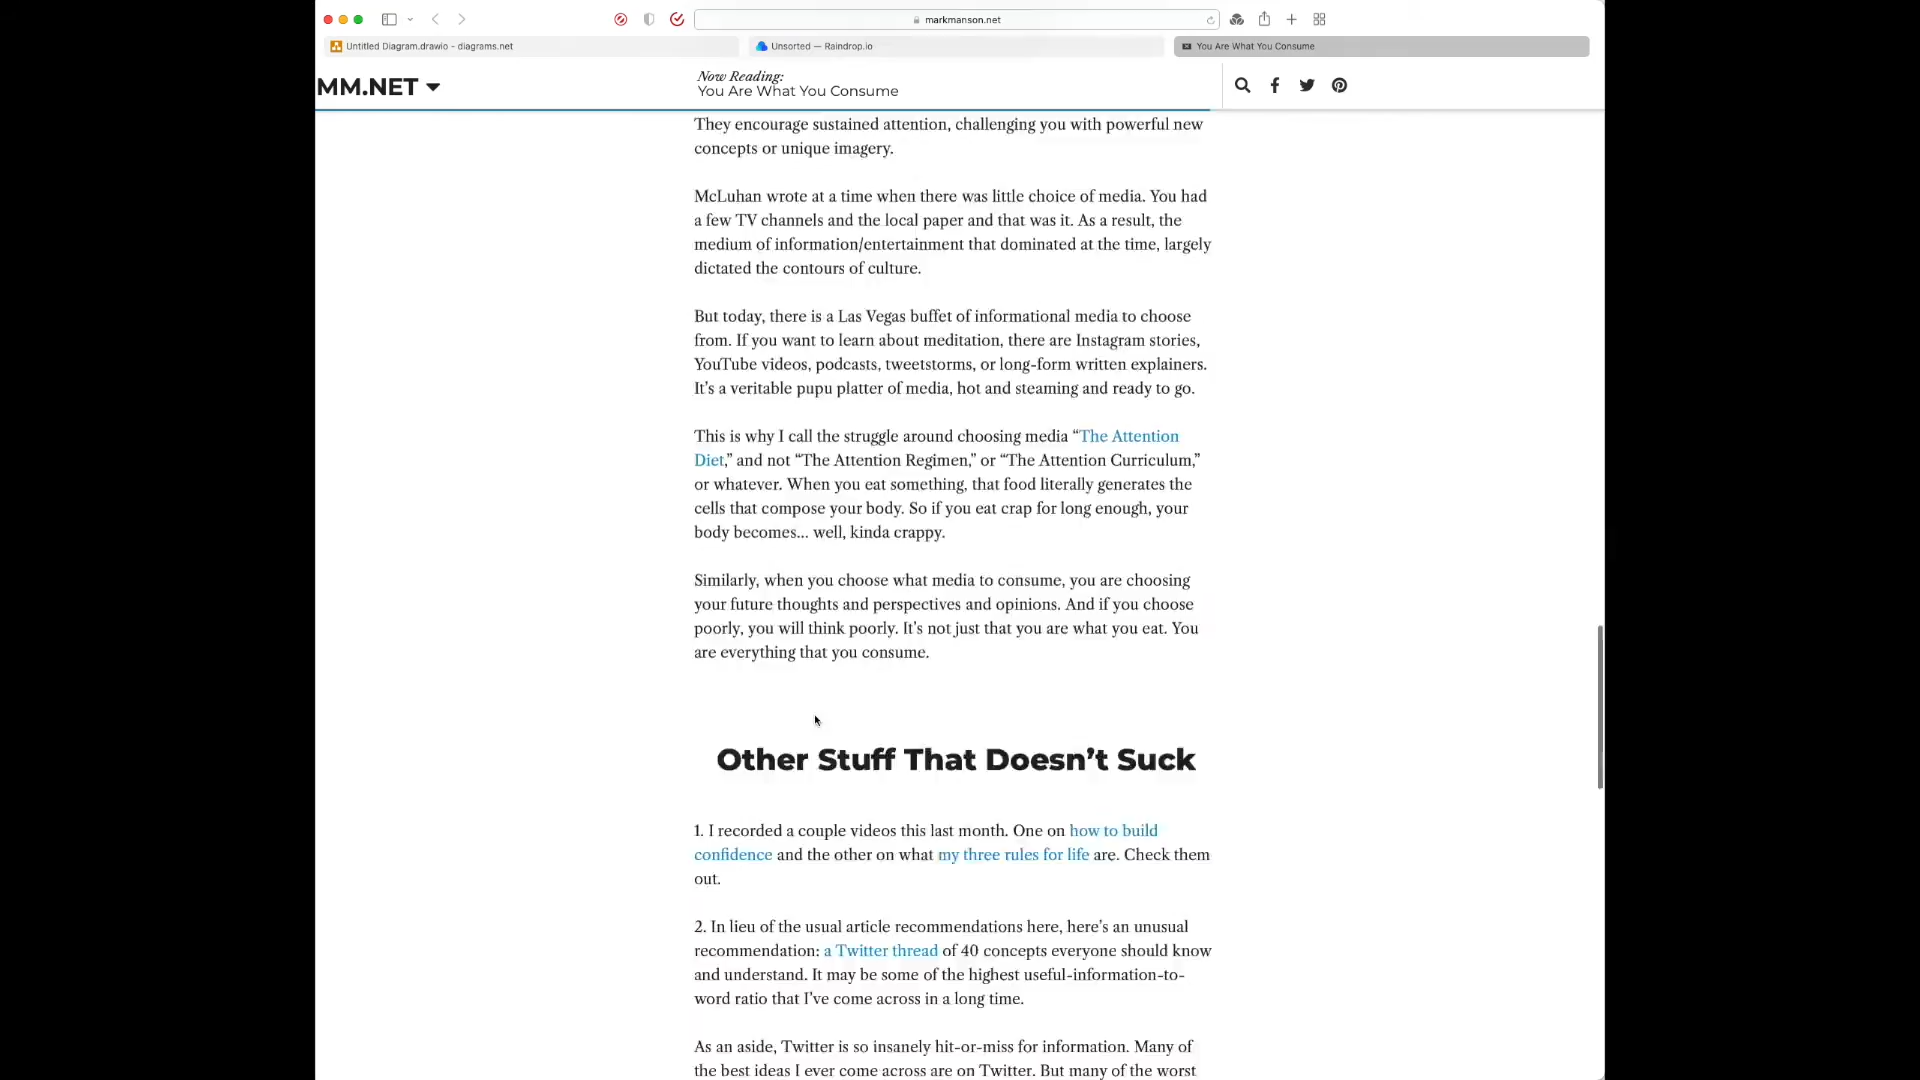 markmanson.net
Untitled Diagram.drawio - diagrams.net
Unsorted — Raindrop.io
You Are What You Consume
MM.NET
Now Reading:
You Are What You Consume
They encourage sustained attention, challenging you with powerful new
concepts or unique imagery.
McLuhan wrote at a time when there was little choice of media. You had
a few TV channels and the local paper and that was it. As a result, the
medium of information/entertainment that dominated at the time, largely
dictated the contours of culture.
But today, there is a Las Vegas buffet of informational media to choose
from. If you want to learn about meditation, there are Instagram stories,
YouTube videos, podcasts, tweetstorms, or long-form written explainers.
It’s a veritable pupu platter of media, hot and steaming and ready to go.
This is why I call the struggle around choosing media “The Attention
Diet,” and not “The Attention Regimen,” or “The Attention Curriculum,”
or whatever. When you eat something, that food literally generates the
cells that compose your body. So if you eat crap for long enough, your
body becomes… well, kinda crappy.
Similarly, when you choose what media to consume, you are choosing
your future thoughts and perspectives and opinions. And if you choose
poorly, you will think poorly. It’s not just that you are what you eat. You
are everything that you consume.
Other Stuff That Doesn’t Suck
1. I recorded a couple videos this last month. One on how to build
confidence and the other on what my three rules for life are. Check them
out.
2. In lieu of the usual article recommendations here, here’s an unusual
recommendation: a Twitter thread of 40 concepts everyone should know
and understand. It may be some of the highest useful-information-to-
word ratio that I’ve come across in a long time.
As an aside, Twitter is so insanely hit-or-miss for information. Many of
the best ideas I ever come across are on Twitter. But many of the worst